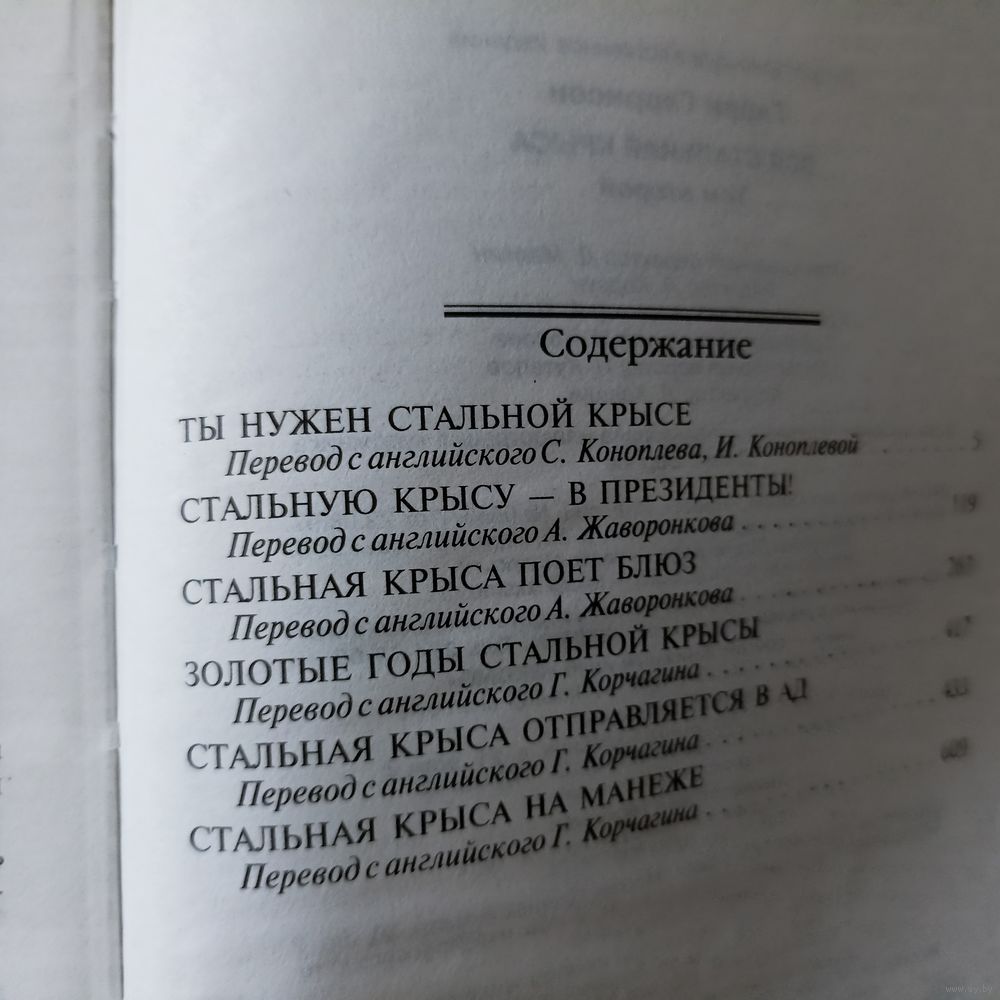 Содержание
ТЫ НУЖЕН СТАЛЬНОЙ КРЫСЕ
Перевод с английского С. Коноплева, И. Коноплевой . . . . . 5
СТАЛЬНУЮ КРЫСУ — В ПРЕЗИДЕНТЫ!
Перевод с английского А. Жаворонкова . . . . . . . . . .
СТАЛЬНАЯ КРЫСА ПОЕТ БЛЮЗ
Перевод с английского А. Жаворонкова . . . . . . . . . .
ЗОЛОТЫЕ ГОДЫ СТАЛЬНОЙ КРЫСЫ
Перевод с английского Г. Корчагина . . . . . . . . . .
СТАЛЬНАЯ КРЫСА ОТПРАВЛЯЕТСЯ В АД
Перевод с английского Г. Корчагина . . . . . . . . . .
СТАЛЬНАЯ КРЫСА НА МАНЕЖЕ
Перевод с английского Г. Корчагина . . . . . . . . . . 609